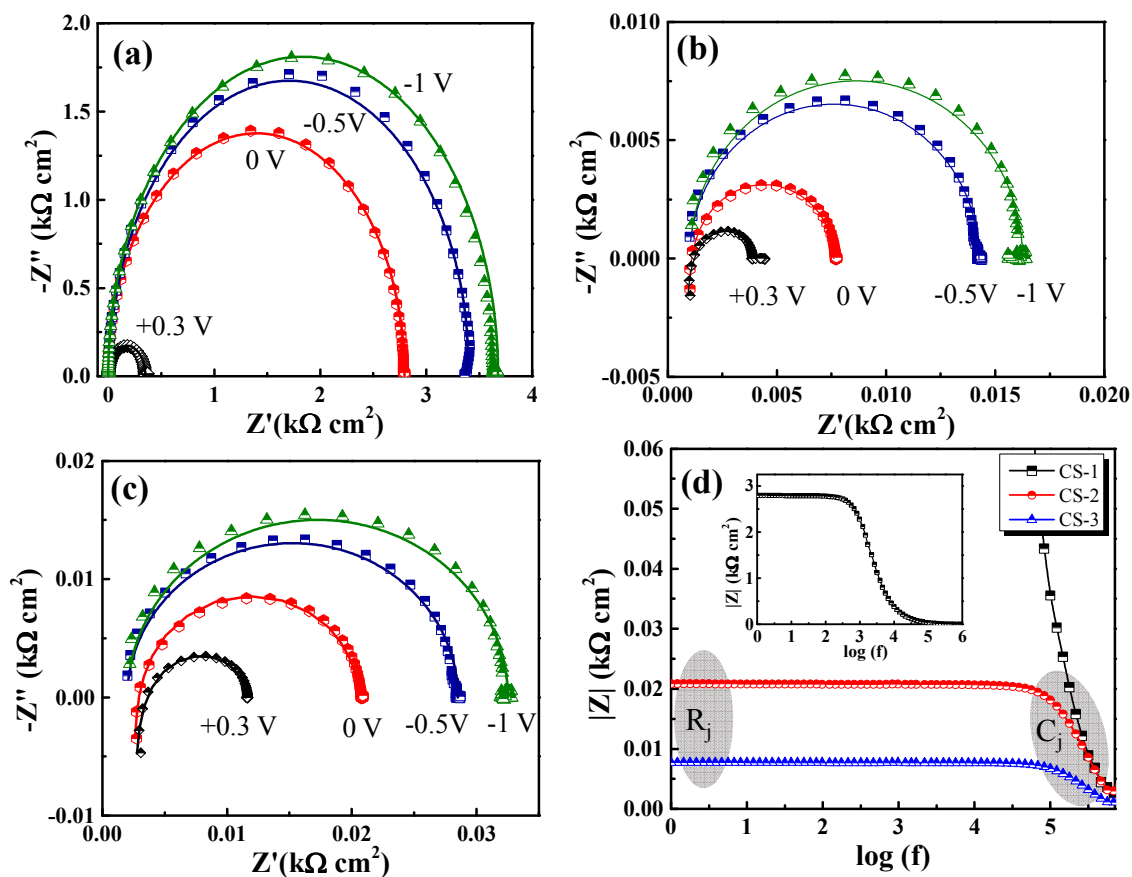 (a)
-1 V
-0.5V
0 V
+0.3 V
-Z'' (kΩ cm²)
2.0
1.5
1.0
0.5
0.0
0 1 2 3 4
Z'(kΩ cm²)
(b)
-Z'' (kΩ cm²)
0.010
0.005
0.000
-0.005
+0.3 V 0 V -0.5V -1 V
0.000 0.005 0.010 0.015 0.020
Z'(kΩ cm²)
(c)
-Z'' (kΩ cm²)
0.02
0.01
0.00
-0.01
+0.3 V 0 V -0.5V -1 V
0.00 0.01 0.02 0.03
Z'(kΩ cm²)
(d)
CS-1
CS-2
CS-3
|Z| (kΩ cm²)
0.06
0.05
0.04
0.03
0.02
0.01
0.00
|Z| (kΩ cm²)
3
2
1
0
0 1 2 3 4 5 6
log (f)
Rj
Cj
0 1 2 3 4 5
log (f)